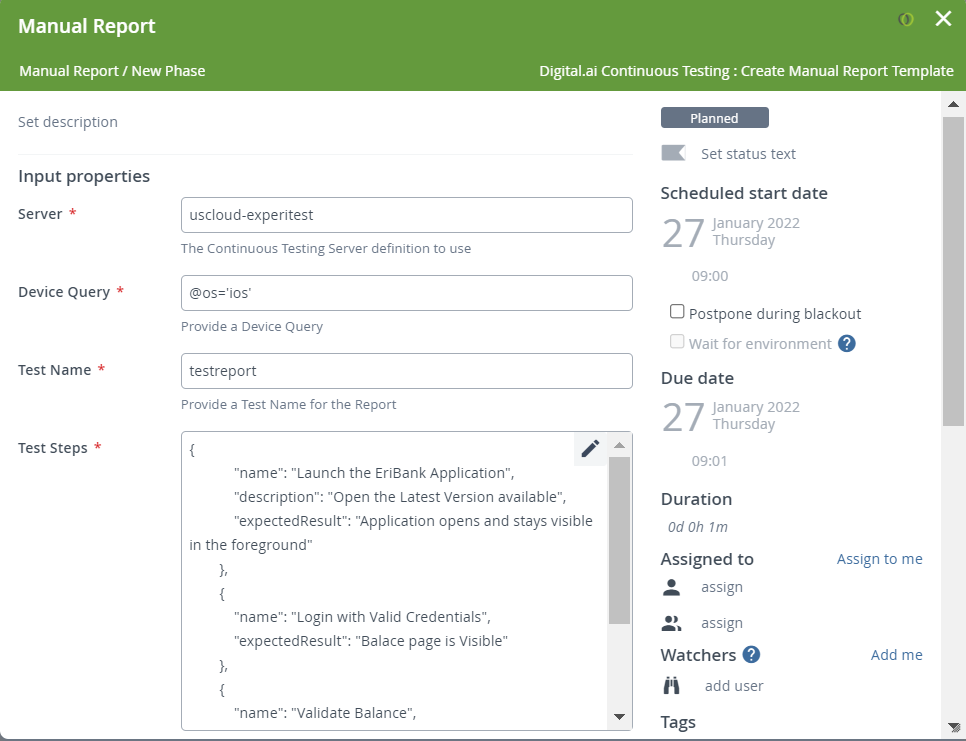 Manual Report
Manual Report / New Phase
Digital.ai Continuous Testing : Create Manual Report Template
Set description
Input properties
Server *
uscloud-experitest
The Continuous Testing Server definition to use
Device Query *
@os='ios'
Provide a Device Query
Test Name *
testreport
Provide a Test Name for the Report
Test Steps *
{
"name": "Launch the EriBank Application",
"description": "Open the Latest Version available",
"expectedResult": "Application opens and stays visible
in the foreground"
},
{
"name": "Login with Valid Credentials",
"expectedResult": "Balace page is Visible"
},
{
"name": "Validate Balance",
Planned
Set status text
Scheduled start date
27 January 2022
Thursday
09:00
Postpone during blackout
Wait for environment ?
Due date
27 January 2022
Thursday
09:01
Duration
0d 0h 1m
Assigned to Assign to me
assign
assign
Watchers ? Add me
add user
Tags